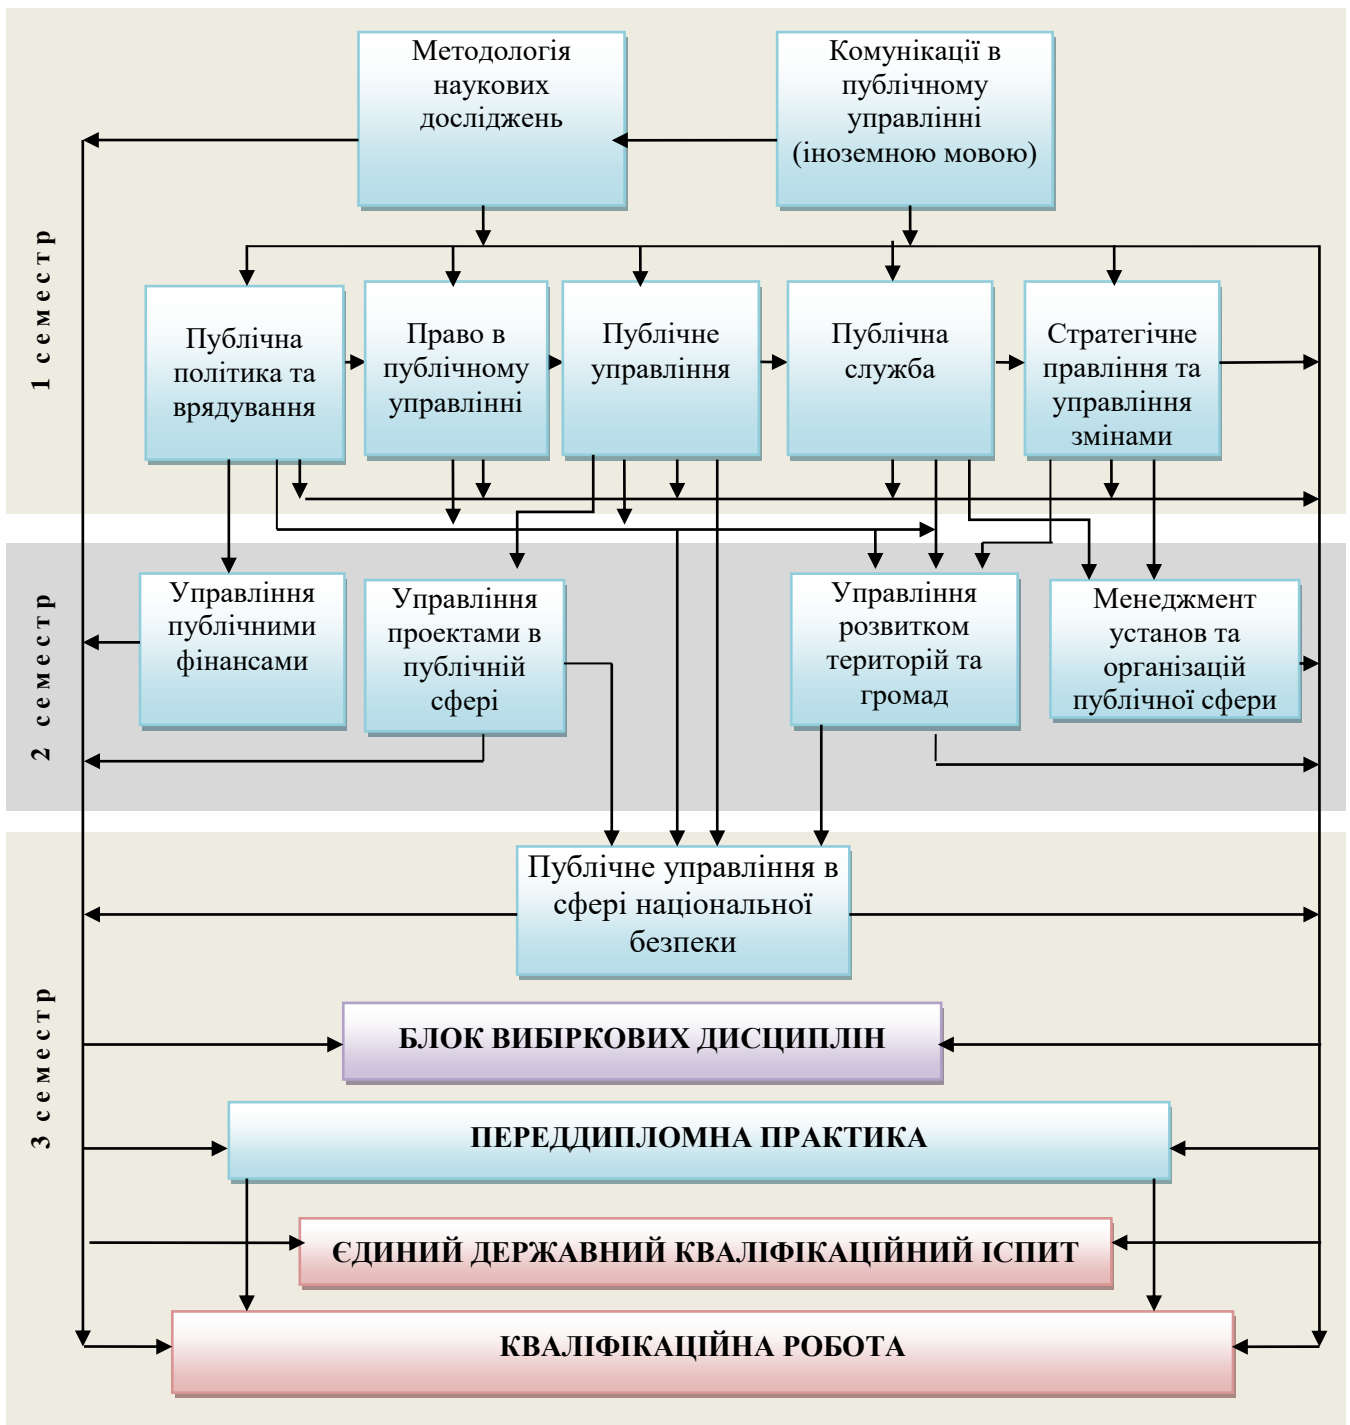 1 семестр
Методологія
наукових
досліджень
Комунікації в
публічному
управлінні
(іноземною мовою)
Публічна
політика та
врядування
Право в
публічному
управлінні
Публічне
управління
Публічна
служба
Стратегічне
правління та
управління
змінами
2 семестр
Управління
публічними
фінансами
Управління
проектами в
публічній
сфері
Управління
розвитком
територій та
громад
Менеджмент
установ та
організацій
публічної сфери
3 семестр
Публічне управління в
сфері національної
безпеки
БЛОК ВИБІРКОВИХ ДИСЦИПЛІН
ПЕРЕДДИПЛОМНА ПРАКТИКА
ЄДИНИЙ ДЕРЖАВНИЙ КВАЛІФІКАЦІЙНИЙ ІСПИТ
КВАЛІФІКАЦІЙНА РОБОТА